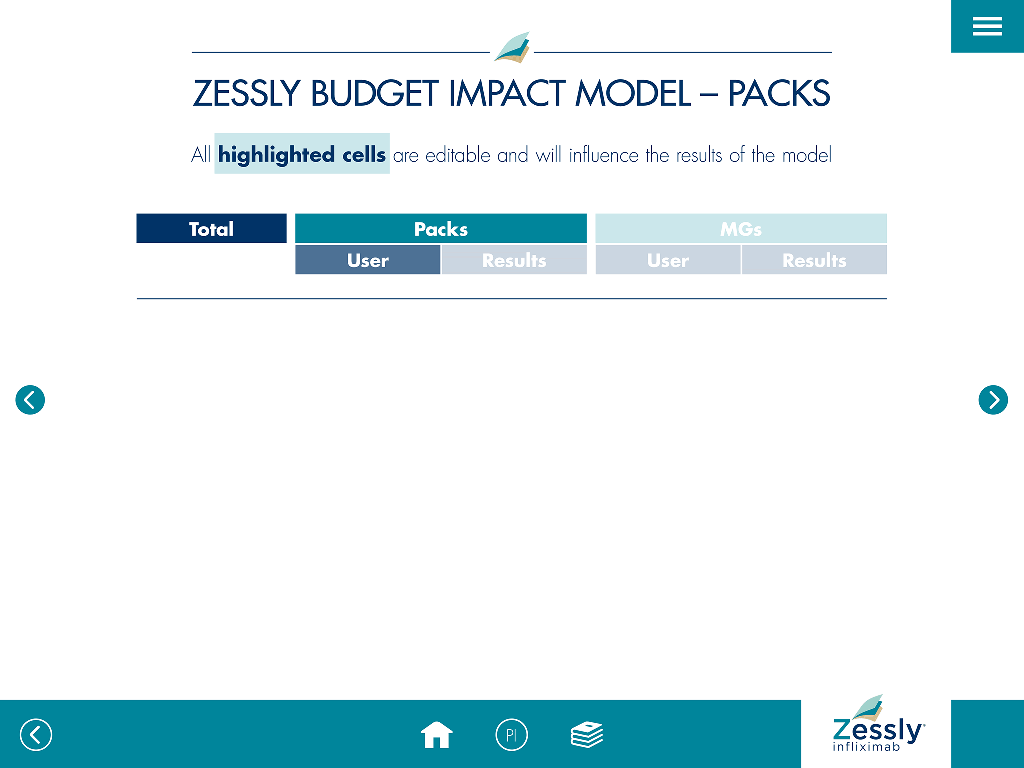 ZESSLY BUDGET IMPACT MODEL – PACKS
All highlighted cells are editable and will influence the results of the model
Total Packs MGs
User Results User Results
PI
Zessly
infliximab